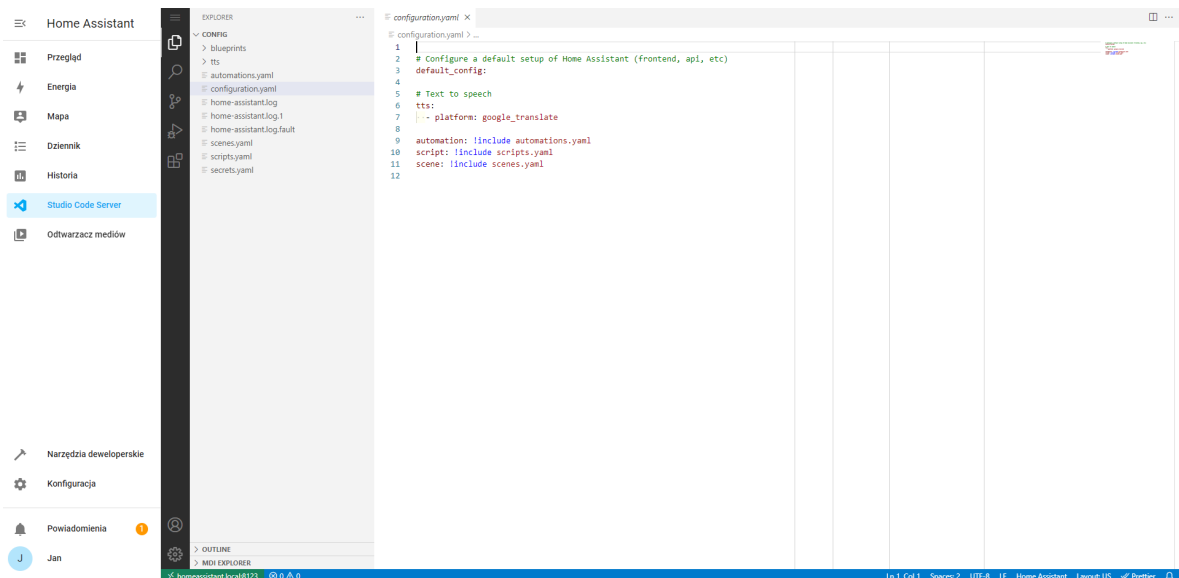 Home Assistant
Przegląd
Energia
Mapa
Dziennik
Historia
Studio Code Server
Odtwarzacz mediów
Narzędzia deweloperskie
Konfiguracja
Powiadomienia 1
J Jan
EXPLORER ...
CONFIG
blueprints
tts
automations.yaml
configuration.yaml
home-assistant.log
home-assistant.log.1
home-assistant.log.fault
scenes.yaml
scripts.yaml
secrets.yaml
OUTLINE
MDI EXPLORER
configuration.yaml
configuration.yaml > ...
1
2 # Configure a default setup of Home Assistant (frontend, api, etc)
3 default_config:
4
5 # Text to speech
6 tts:
7 - platform: google_translate
8
9 automation: !include automations.yaml
10 script: !include scripts.yaml
11 scene: !include scenes.yaml
12
homeassistant.local:8123 0 0 Ln 1, Col 1 Spaces: 2 UTF-8 LF Home Assistant Layout: US Prettier